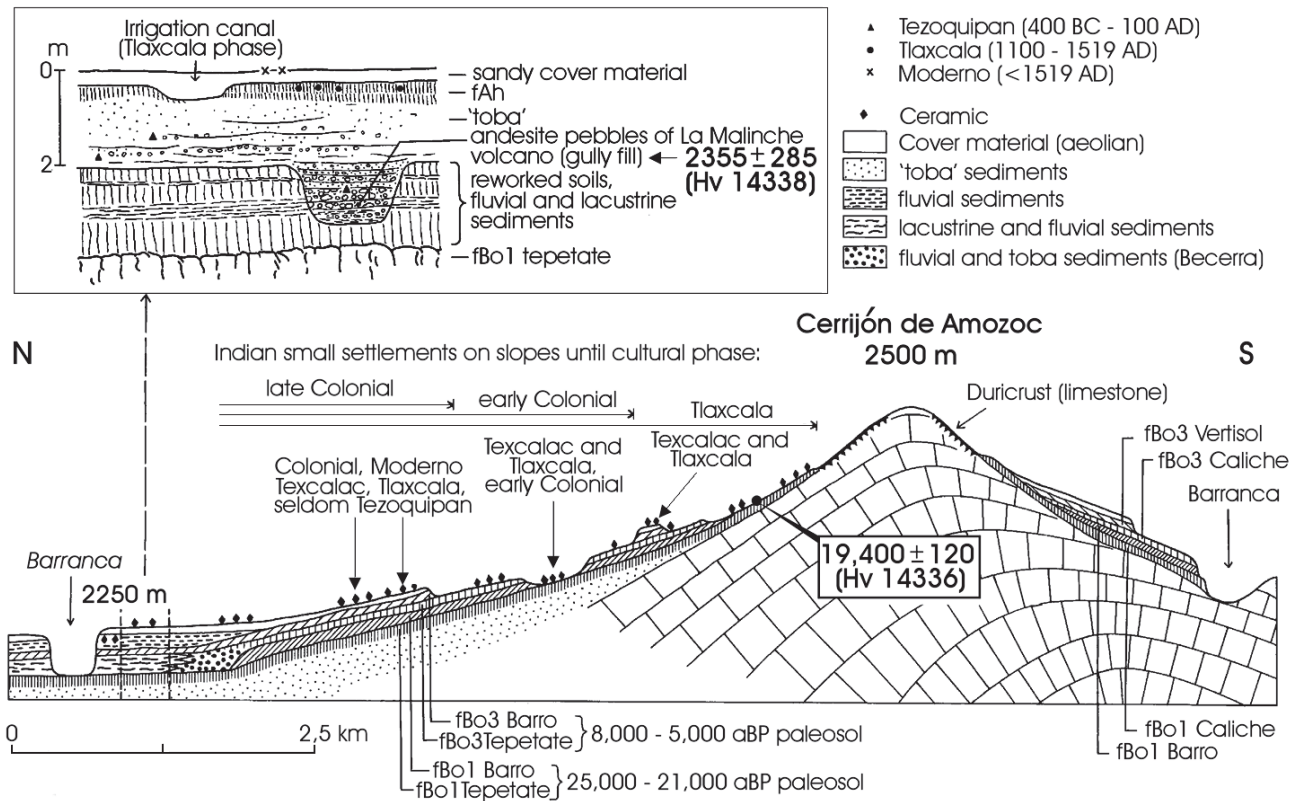 Irrigation canal
(Tlaxcala phase)
m
0
2
sandy cover material
fAh
'toba'
andesite pebbles of La Malinche
volcano (gully fill)
2355 ± 285
(Hv 14338)
reworked soils,
fluvial and lacustrine
sediments
fBo1 tepetate
Tezoquipan (400 BC - 100 AD)
Tlaxcala (1100 - 1519 AD)
Moderno (<1519 AD)
Ceramic
Cover material (aeolian)
'toba' sediments
fluvial sediments
lacustrine and fluvial sediments
fluvial and toba sediments (Becerra)
N
Indian small settlements on slopes until cultural phase:
Cerrijón de Amozoc
2500 m
S
late Colonial
early Colonial
Tlaxcala
Duricrust (limestone)
fBo3 Vertisol
fBo3 Caliche
Barranca
Colonial, Moderno
Texcalac, Tlaxcala,
seldom Tezoquipan
Texcalac and
Tlaxcala,
early Colonial
Texcalac and
Tlaxcala
Barranca
2250 m
19,400 ± 120
(Hv 14336)
0
2,5 km
fBo3 Barro
fBo3Tepetate
8,000 - 5,000 aBP paleosol
fBo1 Barro
fBo1Tepetate
25,000 - 21,000 aBP paleosol
fBo1 Caliche
fBo1 Barro